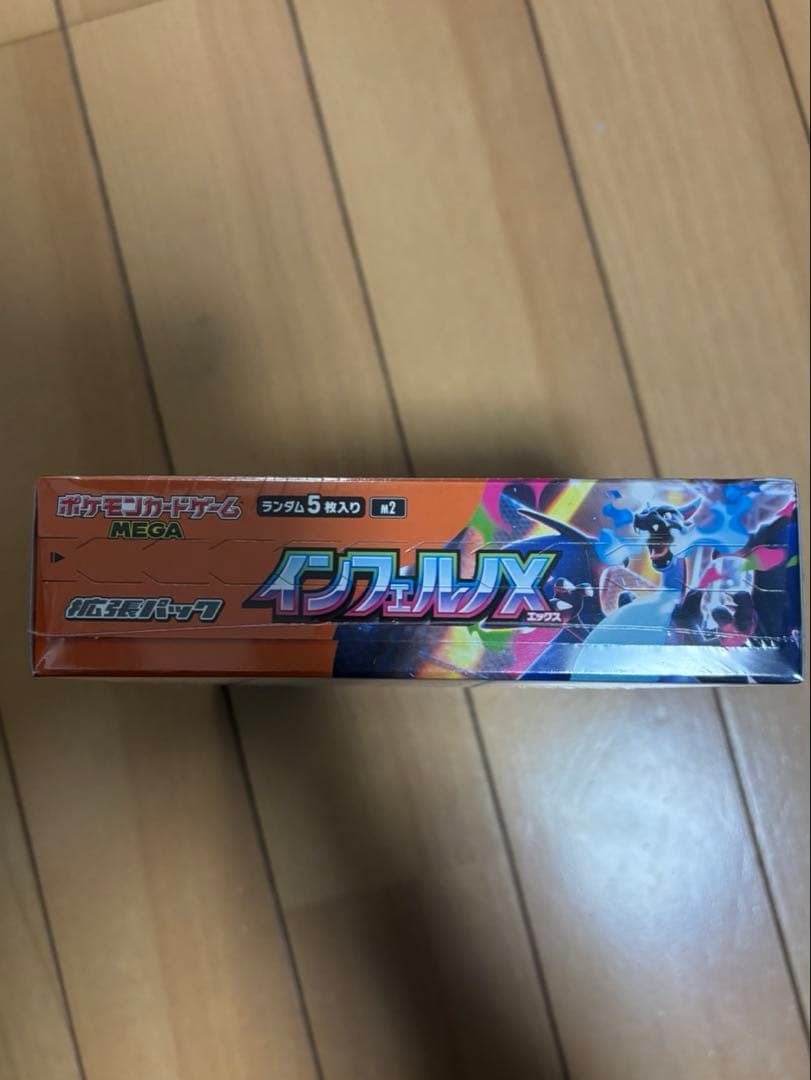 ポケモンカードゲーム
MEGA
ランダム5枚入り
M2
インフェルノX
エックス
拡張パック